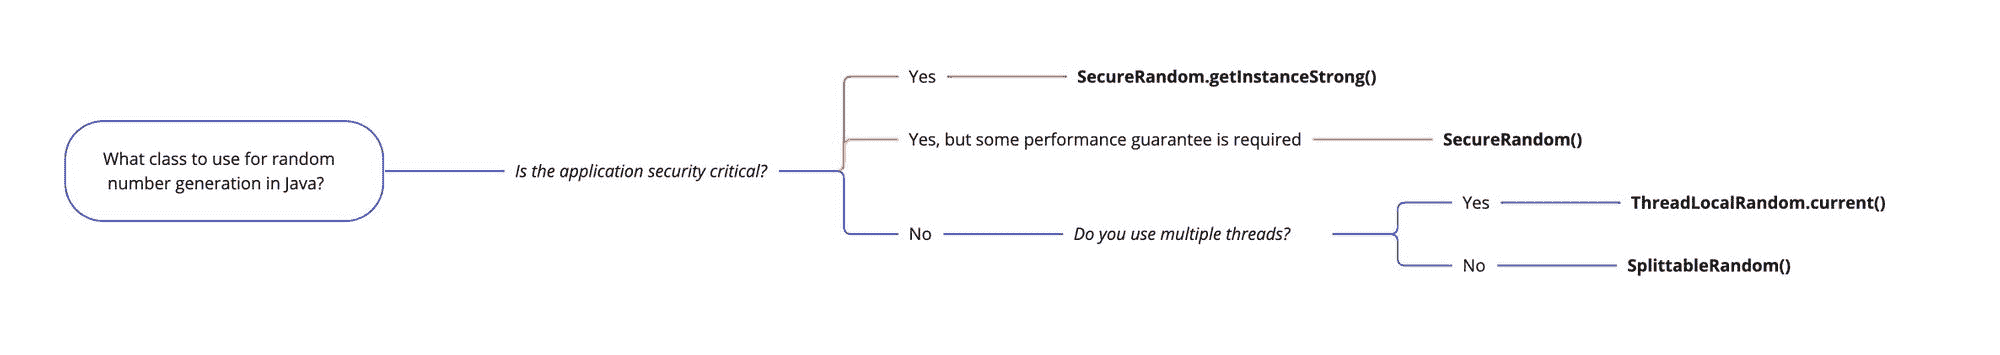 What class to use for random
number generation in Java?
Is the application security critical?
Yes
SecureRandom.getInstanceStrong()
Yes, but some performance guarantee is required
SecureRandom()
No
Do you use multiple threads?
Yes
ThreadLocalRandom.current()
No
SplittableRandom()